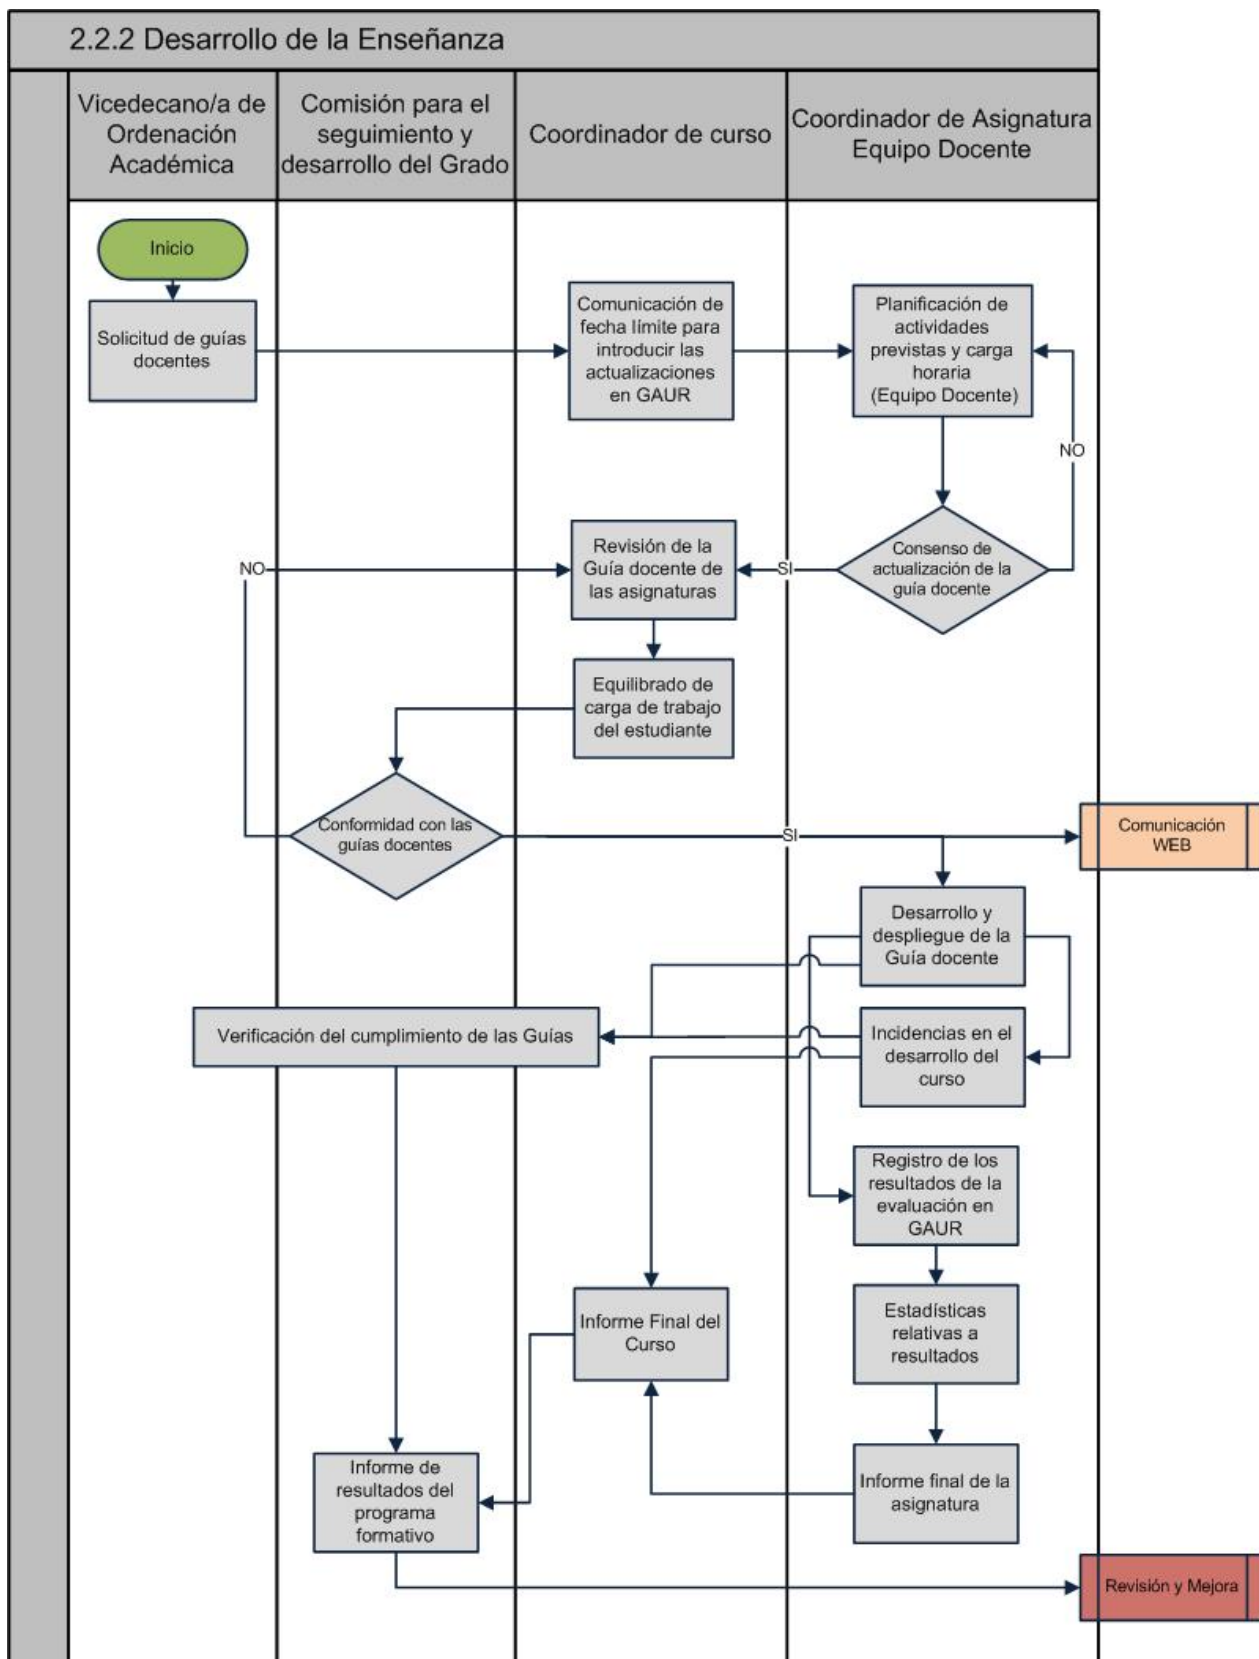 2.2.2 Desarrollo de la Enseñanza
Vicedecano/a de
Ordenación
Académica
Comisión para el
seguimiento y
desarrollo del Grado
Coordinador de curso
Coordinador de Asignatura
Equipo Docente
Inicio
Solicitud de guías
docentes
Comunicación de
fecha límite para
introducir las
actualizaciones
en GAUR
Planificación de
actividades
previstas y carga
horaria
(Equipo Docente)
NO
Consenso de
actualización de la
guía docente
SI
Revisión de la
Guía docente de
las asignaturas
NO
Equilibrado de
carga de trabajo
del estudiante
Conformidad con las
guías docentes
SI
Comunicación
WEB
Desarrollo y
despliegue de la
Guía docente
Verificación del cumplimiento de las Guías
Incidencias en el
desarrollo del
curso
Registro de los
resultados de la
evaluación en
GAUR
Estadísticas
relativas a
resultados
Informe Final del
Curso
Informe final de la
asignatura
Informe de
resultados del
programa
formativo
Revisión y Mejora